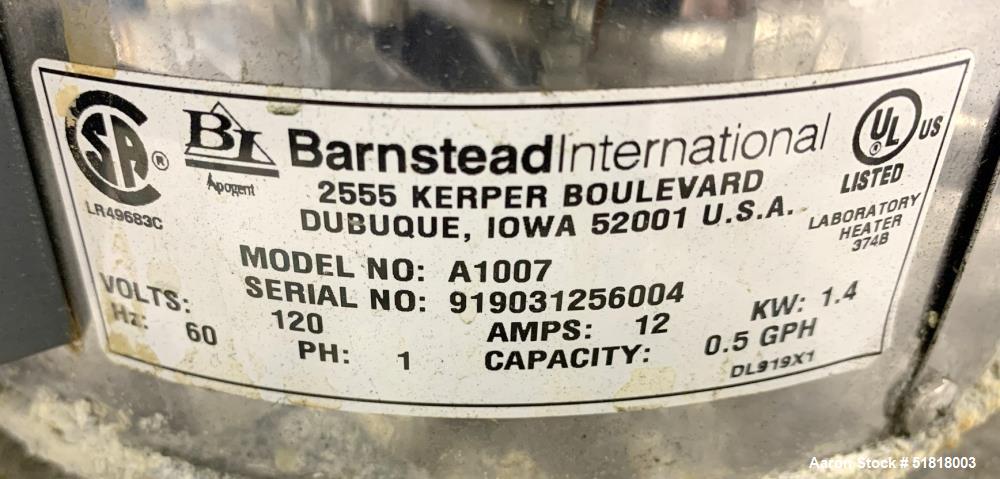 SA ®
LR49683C
BI
Apogent
BarnsteadInternational
2555 KERPER BOULEVARD
DUBUQUE, IOWA 52001 U.S.A.
UL US
LISTED
LABORATORY
HEATER
374B
MODEL NO: A1007
SERIAL NO: 919031256004
VOLTS: 120 AMPS: 12 KW: 1.4
Hz: 60 PH: 1 CAPACITY: 0.5 GPH
DL919X1
Aaron Stock # 51818003